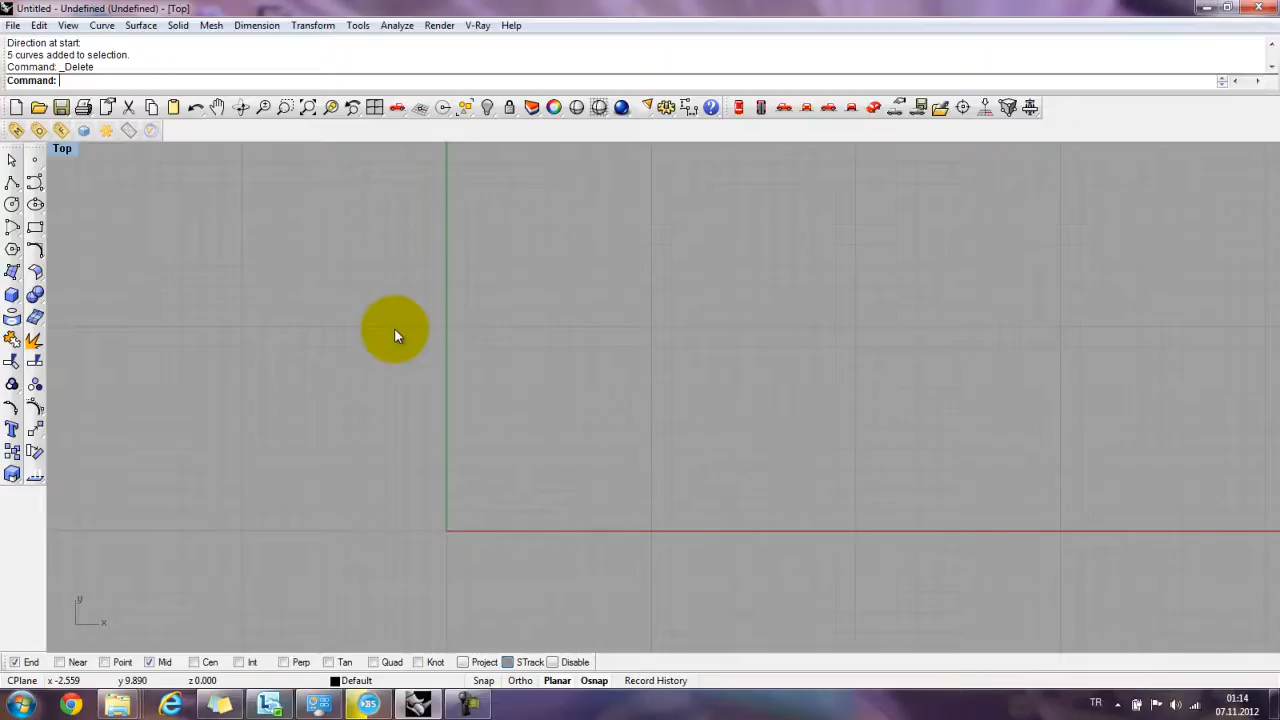 Untitled - Undefined (Undefined) - [Top]
File Edit View Curve Surface Solid Mesh Dimension Transform Tools Analyze Render V-Ray Help
Direction at start:
5 curves added to selection.
Command: _Delete
Command:
Top
y
x
End Near Point Mid Cen Int Perp Tan Quad Knot Project STrack Disable
CPlane x -2.559 y 9.890 z 0.000 Default Snap Ortho Planar Osnap Record History
TR 01:14
07.11.2012